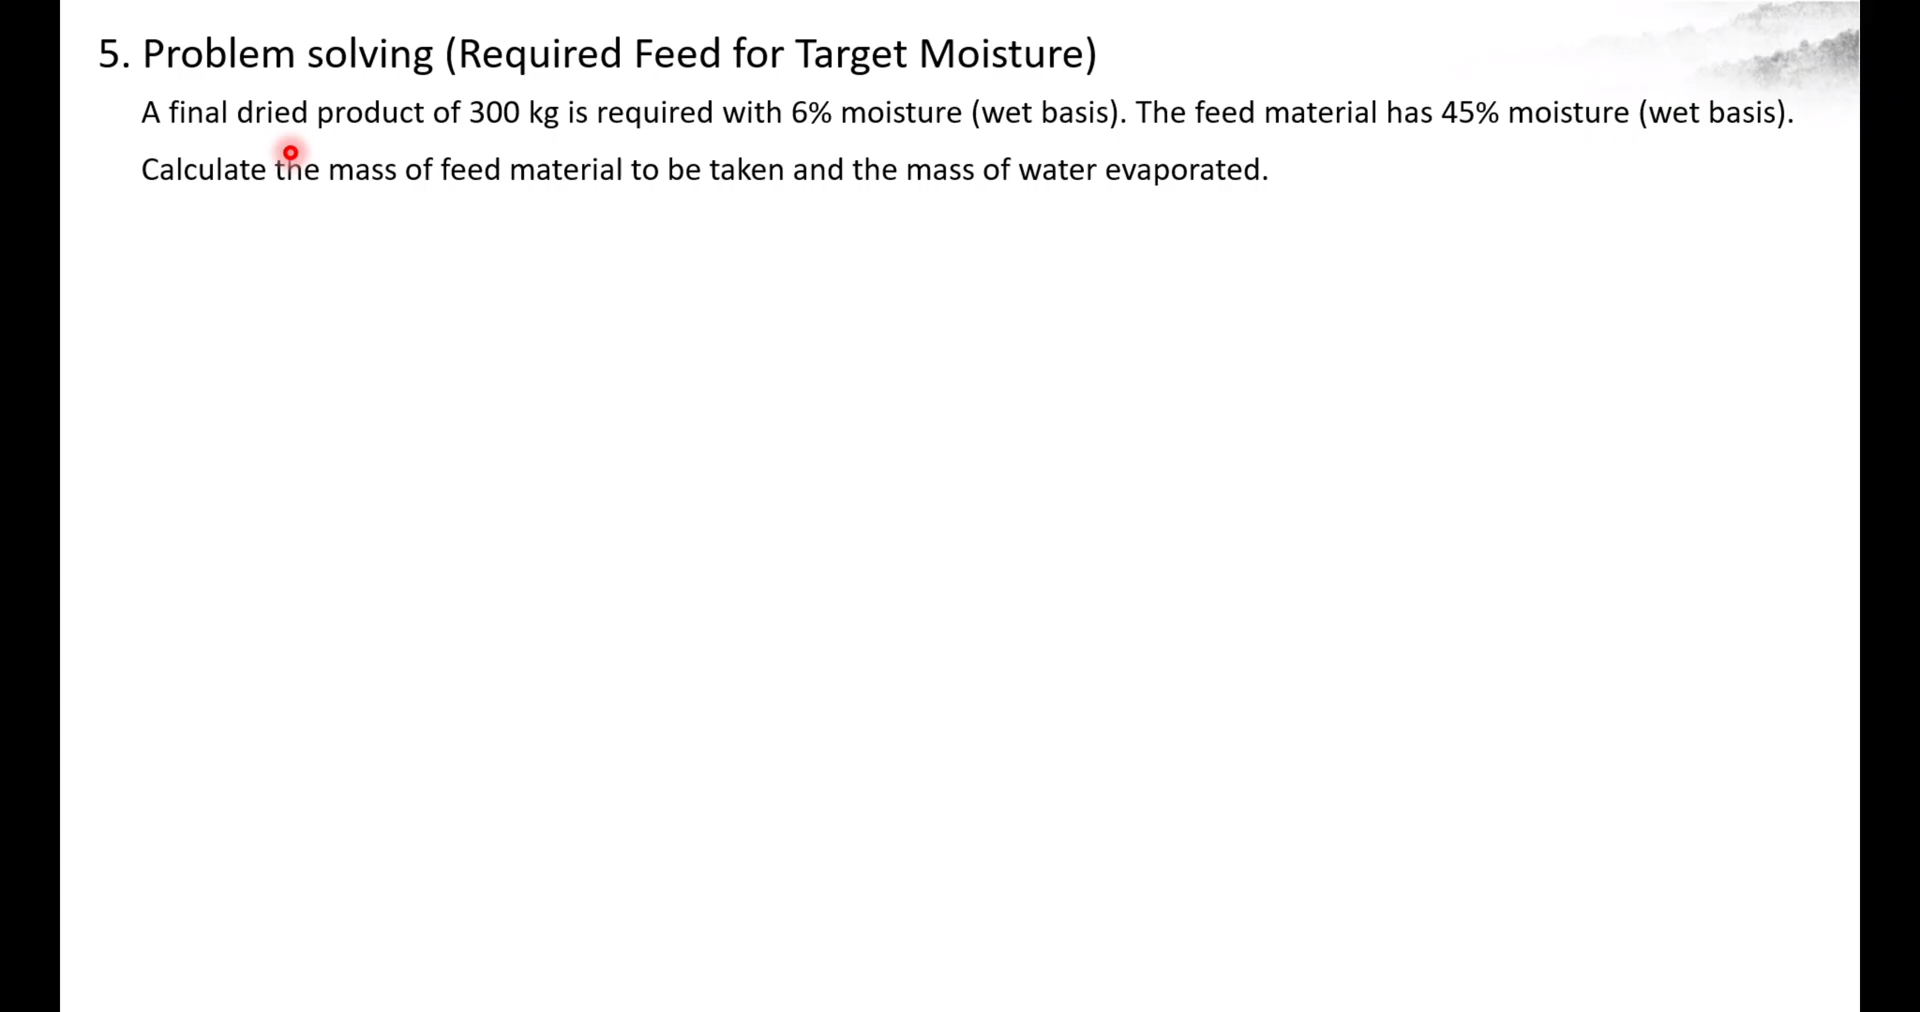 5. Problem solving (Required Feed for Target Moisture)
A final dried product of 300 kg is required with 6% moisture (wet basis). The feed material has 45% moisture (wet basis).
Calculate the mass of feed material to be taken and the mass of water evaporated.